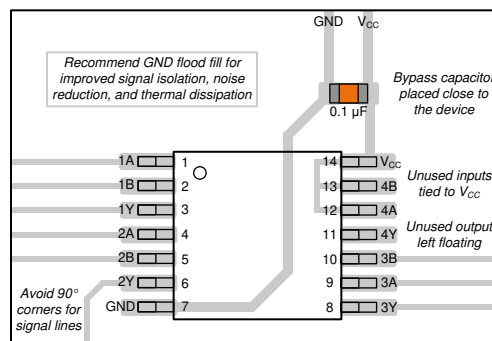 GND VCC
Recommend GND flood fill for
improved signal isolation, noise
reduction, and thermal dissipation
Bypass capacitor
placed close to
the device
0.1 µF
1A 1 14 VCC
1B 2 13 4B
1Y 3 12 4A
2A 4 11 4Y
2B 5 10 3B
2Y 6 9 3A
GND 7 8 3Y
Unused inputs
tied to VCC
Unused output
left floating
Avoid 90°
corners for
signal lines